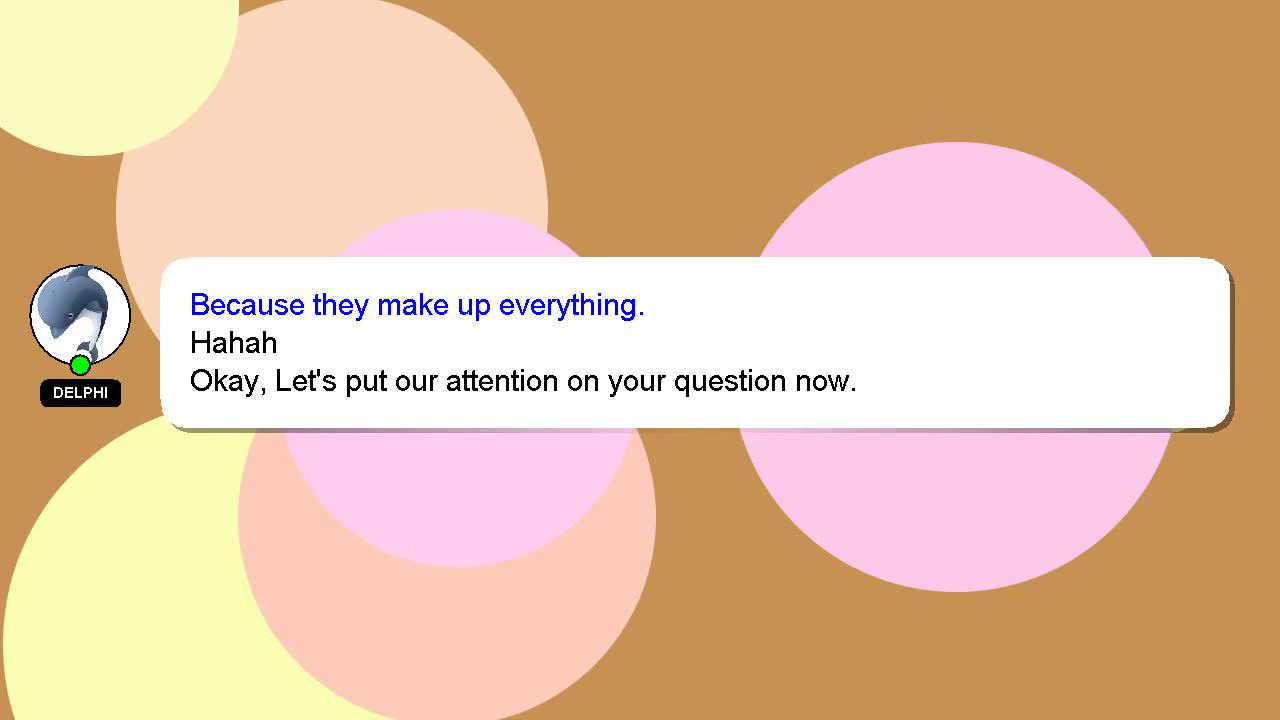 Because they make up everything.
Hahah
Okay, Let's put our attention on your question now.
DELPHI